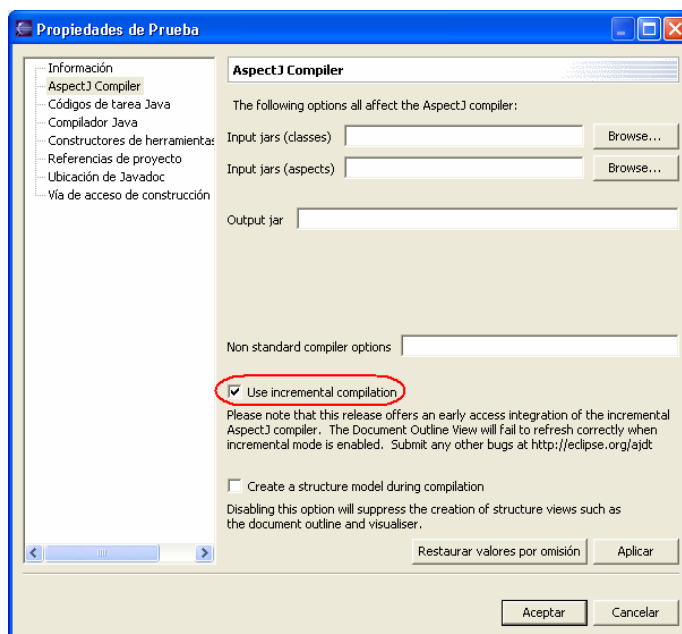 Propiedades de Prueba
Información
AspectJ Compiler
Códigos de tarea Java
Compilador Java
Constructores de herramientas
Referencias de proyecto
Ubicación de Javadoc
Vía de acceso de construcción
AspectJ Compiler
The following options all affect the AspectJ compiler:
Input jars (classes)
Browse...
Input jars (aspects)
Browse...
Output jar
Non standard compiler options
Use incremental compilation
Please note that this release offers an early access integration of the incremental
AspectJ compiler. The Document Outline View will fail to refresh correctly when
incremental mode is enabled. Submit any other bugs at http://eclipse.org/ajdt
Create a structure model during compilation
Disabling this option will suppress the creation of structure views such as
the document outline and visualiser.
Restaurar valores por omisión
Aplicar
Aceptar
Cancelar